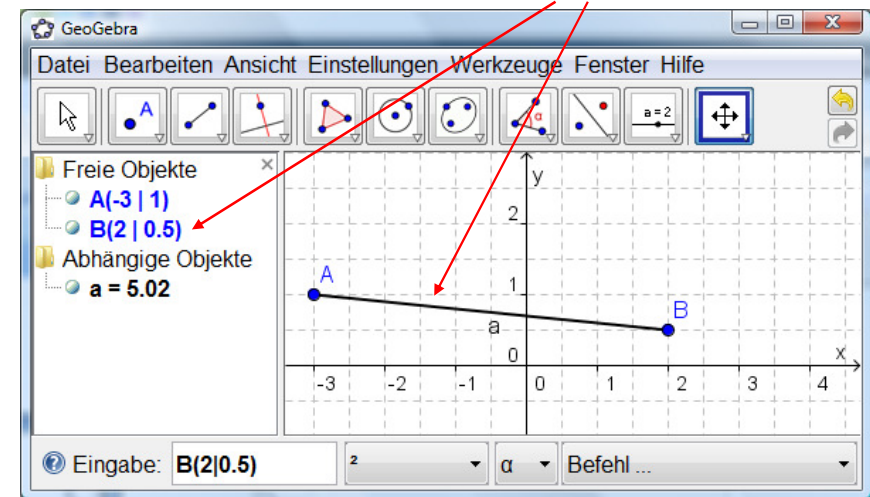 GeoGebra
Datei Bearbeiten Ansicht Einstellungen Werkzeuge Fenster Hilfe
A α a=2
Freie Objekte ×
A(-3 | 1)
B(2 | 0.5)
Abhängige Objekte
a = 5.02
y
2
A
1
B
a
0
x
-3 -2 -1 0 1 2 3 4
Eingabe: B(2|0.5) ² α Befehl ...